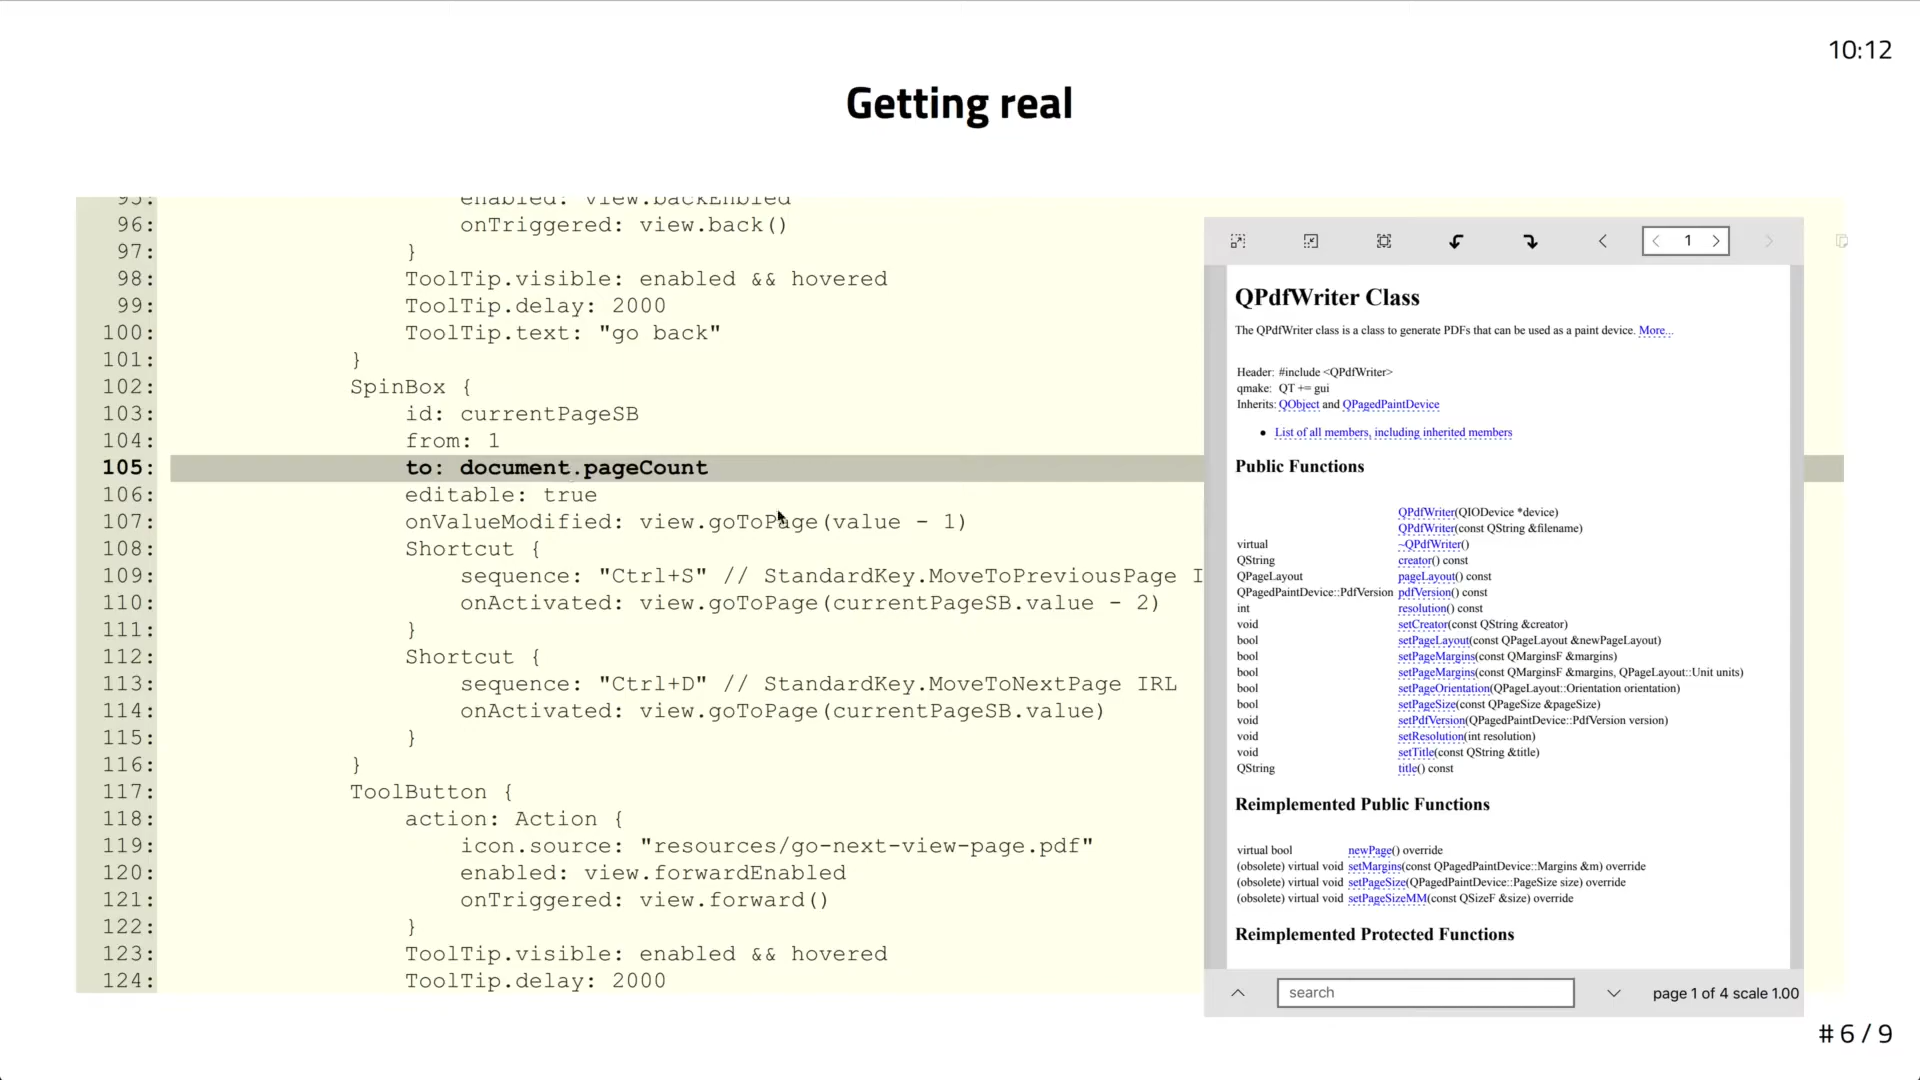 10:12
Getting real
95: enabled: view.backEnbled
96: onTriggered: view.back()
97: }
98: ToolTip.visible: enabled && hovered
99: ToolTip.delay: 2000
100: ToolTip.text: "go back"
101: }
102: SpinBox {
103: id: currentPageSB
104: from: 1
105: to: document.pageCount
106: editable: true
107: onValueModified: view.goToPage(value - 1)
108: Shortcut {
109: sequence: "Ctrl+S" // StandardKey.MoveToPreviousPage I
110: onActivated: view.goToPage(currentPageSB.value - 2)
111: }
112: Shortcut {
113: sequence: "Ctrl+D" // StandardKey.MoveToNextPage IRL
114: onActivated: view.goToPage(currentPageSB.value)
115: }
116: }
117: ToolButton {
118: action: Action {
119: icon.source: "resources/go-next-view-page.pdf"
120: enabled: view.forwardEnabled
121: onTriggered: view.forward()
122: }
123: ToolTip.visible: enabled && hovered
124: ToolTip.delay: 2000
1
QPdfWriter Class
The QPdfWriter class is a class to generate PDFs that can be used as a paint device. More...
Header: #include <QPdfWriter>
qmake: QT += gui
Inherits: QObject and QPagedPaintDevice
• List of all members, including inherited members
Public Functions
QPdfWriter(QIODevice *device)
QPdfWriter(const QString &filename)
virtual ~QPdfWriter()
QString creator() const
QPageLayout pageLayout() const
QPagedPaintDevice::PdfVersion pdfVersion() const
int resolution() const
void setCreator(const QString &creator)
bool setPageLayout(const QPageLayout &newPageLayout)
bool setPageMargins(const QMarginsF &margins)
bool setPageMargins(const QMarginsF &margins, QPageLayout::Unit units)
bool setPageOrientation(QPageLayout::Orientation orientation)
bool setPageSize(const QPageSize &pageSize)
void setPdfVersion(QPagedPaintDevice::PdfVersion version)
void setResolution(int resolution)
void setTitle(const QString &title)
QString title() const
Reimplemented Public Functions
virtual bool newPage() override
(obsolete) virtual void setMargins(const QPagedPaintDevice::Margins &m) override
(obsolete) virtual void setPageSize(QPagedPaintDevice::PageSize size) override
(obsolete) virtual void setPageSizeMM(const QSizeF &size) override
Reimplemented Protected Functions
search
page 1 of 4 scale 1.00
# 6 / 9